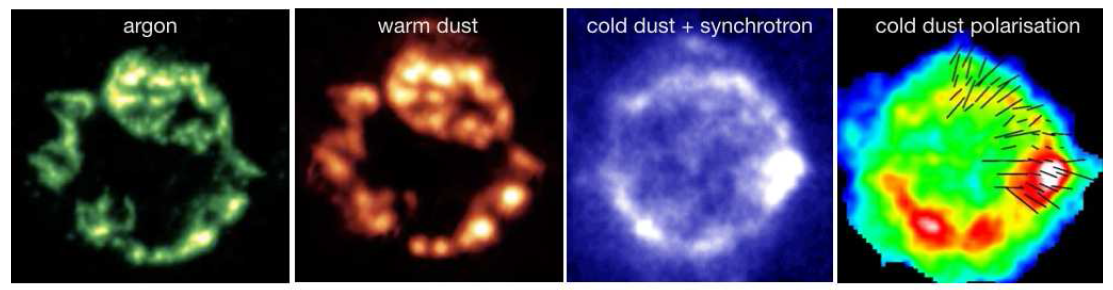 argon
warm dust
cold dust + synchrotron
cold dust polarisation